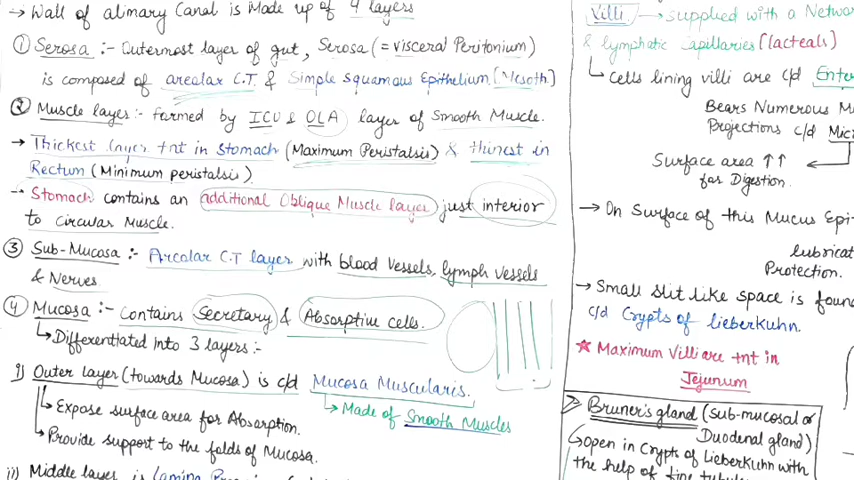 → Wall of alimary Canal is Made up of 4 layers
① Serosa :- Outermost layer of gut, Serosa (= visceral Peritonium)
is composed of areolar C.T & Simple Squamous Epithelium [Mesoth]
② Muscle layer :- formed by ICU & OLA layer of Smooth Muscle.
→ Thickest layer tnt in Stomach (Maximum Peristalsis) & thinest in
Rectum (Minimum peristalsis)
→ Stomach contains an additional Oblique Muscle layer just interior
to circular Muscle.
③ Sub-Mucosa :- Areolar C.T layer with blood vessels, lymph vessels
& Nerves.
④ Mucosa :- Contains Secretary & Absorptive cells.
↳ Differentiated Into 3 layers :-
i) Outer layer (towards Mucosa) is c/d Mucosa Muscularis.
↳ Made of Smooth Muscles
↳ Expose surface area for Absorption.
↳ Provide support to the folds of Mucosa.
ii) Middle layer is
Villi → Supplied with a Networ
& lymphatic Capillaries [lacteals]
↳ Cells lining villi are c/d Ente
Bears Numerous M
Projections c/d Mic
Surface area ↑↑
for Digestion.
→ On Surface of this Mucus Epi
lubricat
Protection.
→ Small slit like space is foun
c/d Crypts of lieberkuhn.
★ Maximum Villi are tnt in
Jejunum
Bruner's gland (sub-mucosal or
Duodenal gland)
↳ open in Crypts of Lieberkuhn with
the help of fine